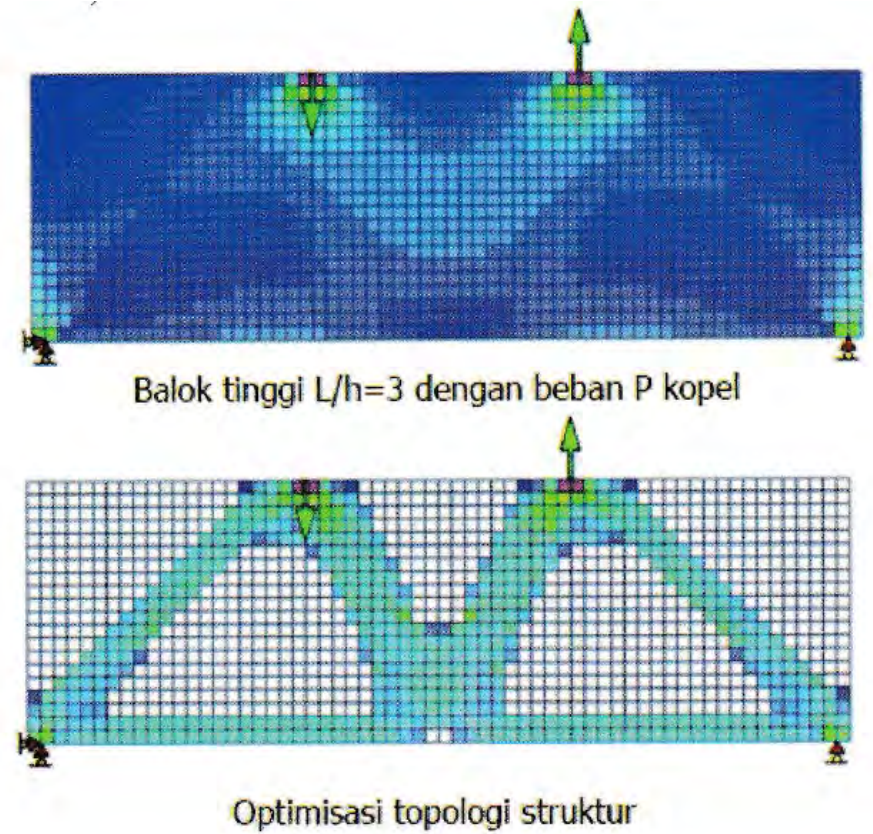 Balok tinggi L/h=3 dengan beban P kopel
Optimisasi topologi struktur